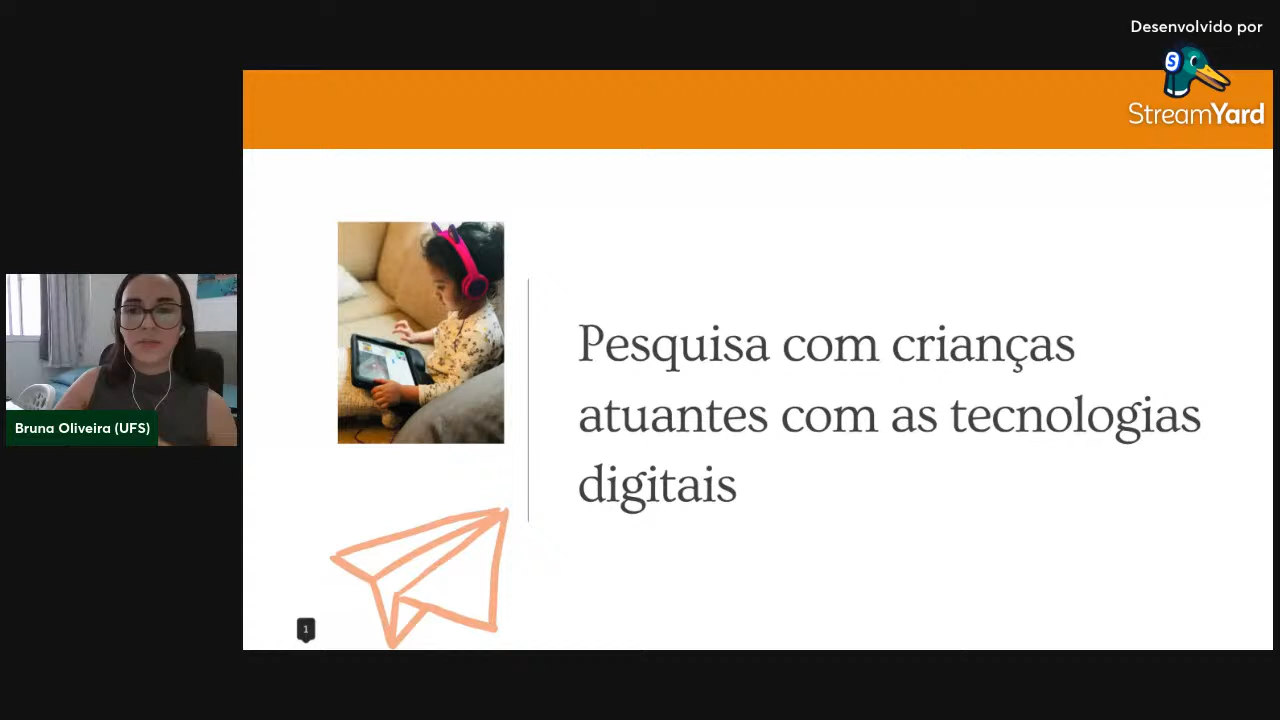 Desenvolvido por
S
StreamYard
Pesquisa com crianças
atuantes com as tecnologias
digitais
Bruna Oliveira (UFS)
1